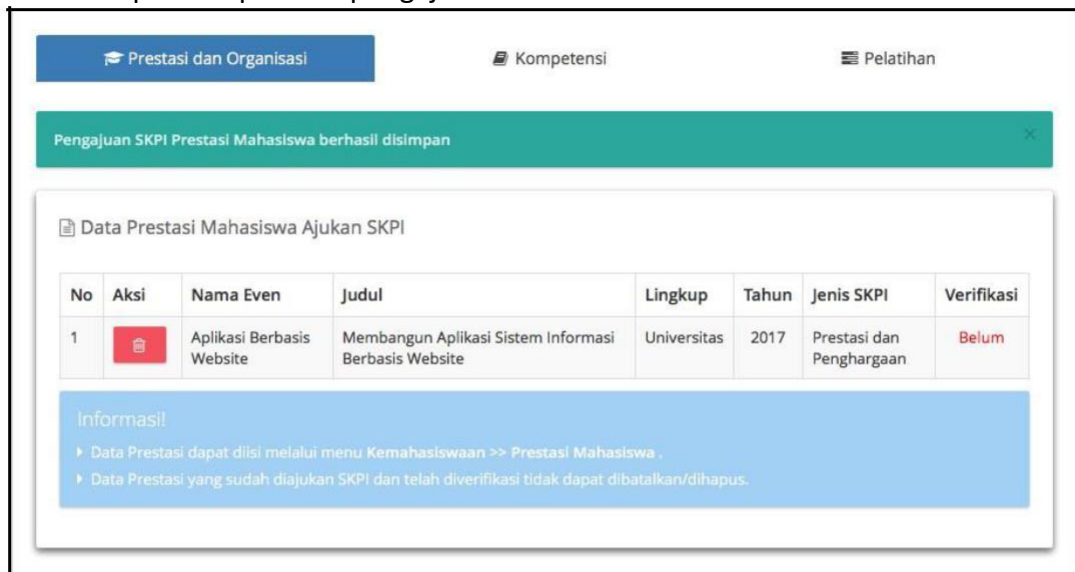 Prestasi dan Organisasi
Kompetensi
Pelatihan
Pengajuan SKPI Prestasi Mahasiswa berhasil disimpan
Data Prestasi Mahasiswa Ajukan SKPI
No Aksi Nama Even Judul Lingkup Tahun Jenis SKPI Verifikasi
1 Aplikasi Berbasis Membangun Aplikasi Sistem Informasi Universitas 2017 Prestasi dan Belum
Website Berbasis Website Penghargaan
Informasi!
Data Prestasi dapat diisi melalui menu Kemahasiswaan >> Prestasi Mahasiswa .
Data Prestasi yang sudah diajukan SKPI dan telah diverifikasi tidak dapat dibatalkan/dihapus.